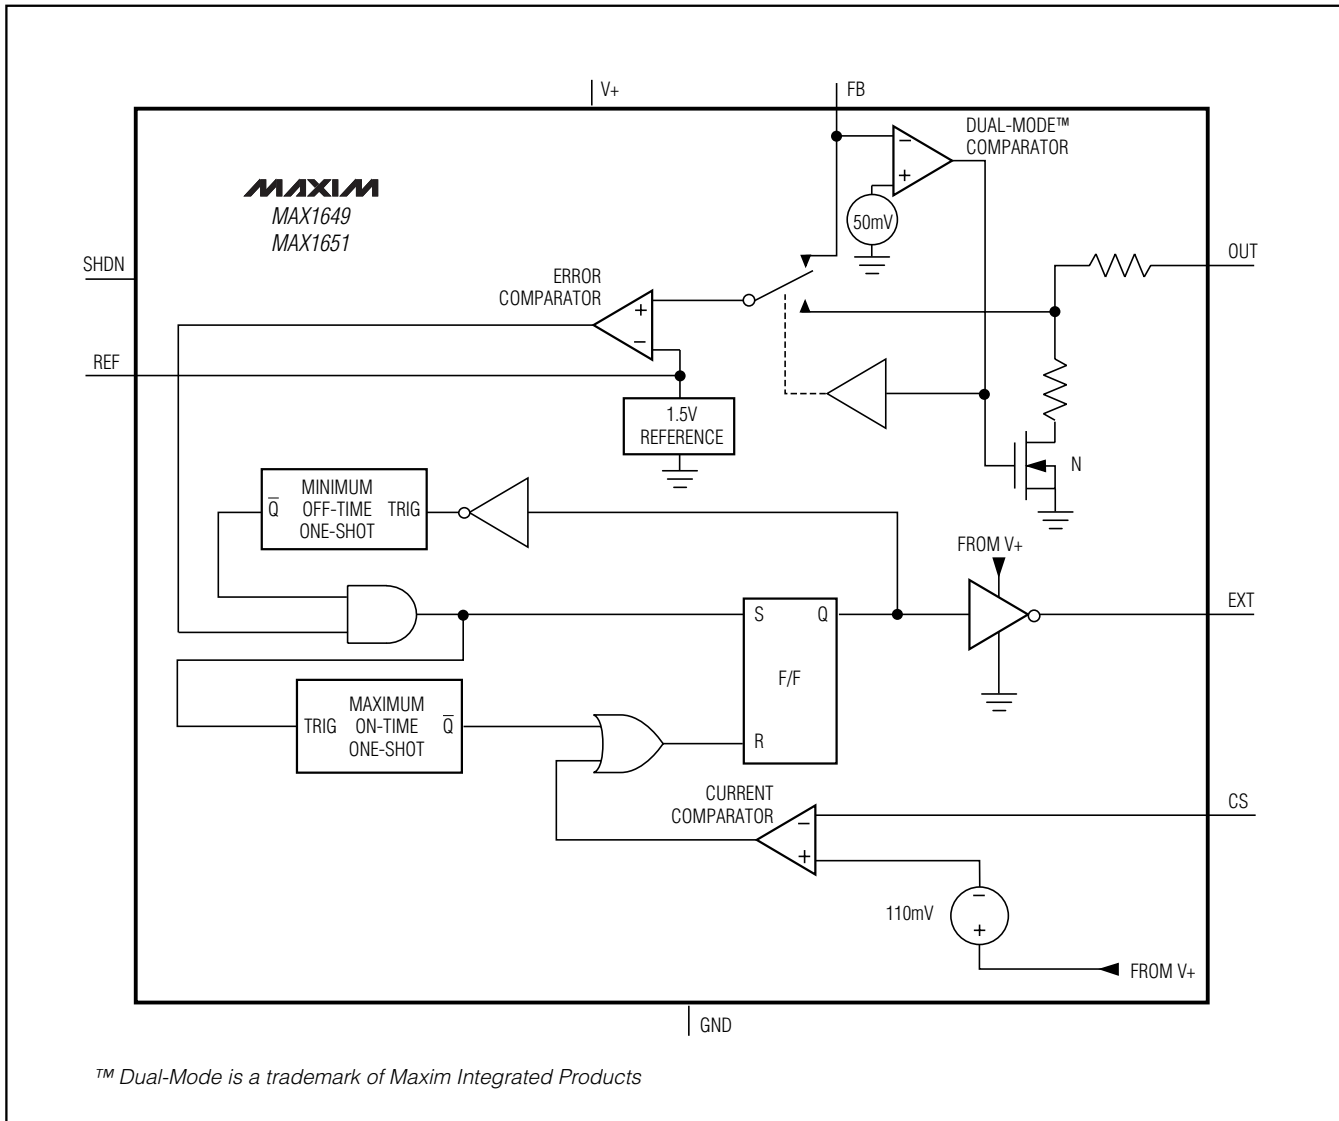 V+
FB
DUAL-MODE™
COMPARATOR
−
+
50mV
MAXIM
MAX1649
MAX1651
SHDN
OUT
ERROR
COMPARATOR
+
−
REF
1.5V
REFERENCE
N
MINIMUM
Q̅ OFF-TIME TRIG
ONE-SHOT
FROM V+
EXT
S Q
F/F
R
MAXIMUM
TRIG ON-TIME Q̅
ONE-SHOT
CURRENT
COMPARATOR
−
+
CS
110mV
−
+
FROM V+
GND
™ Dual-Mode is a trademark of Maxim Integrated Products